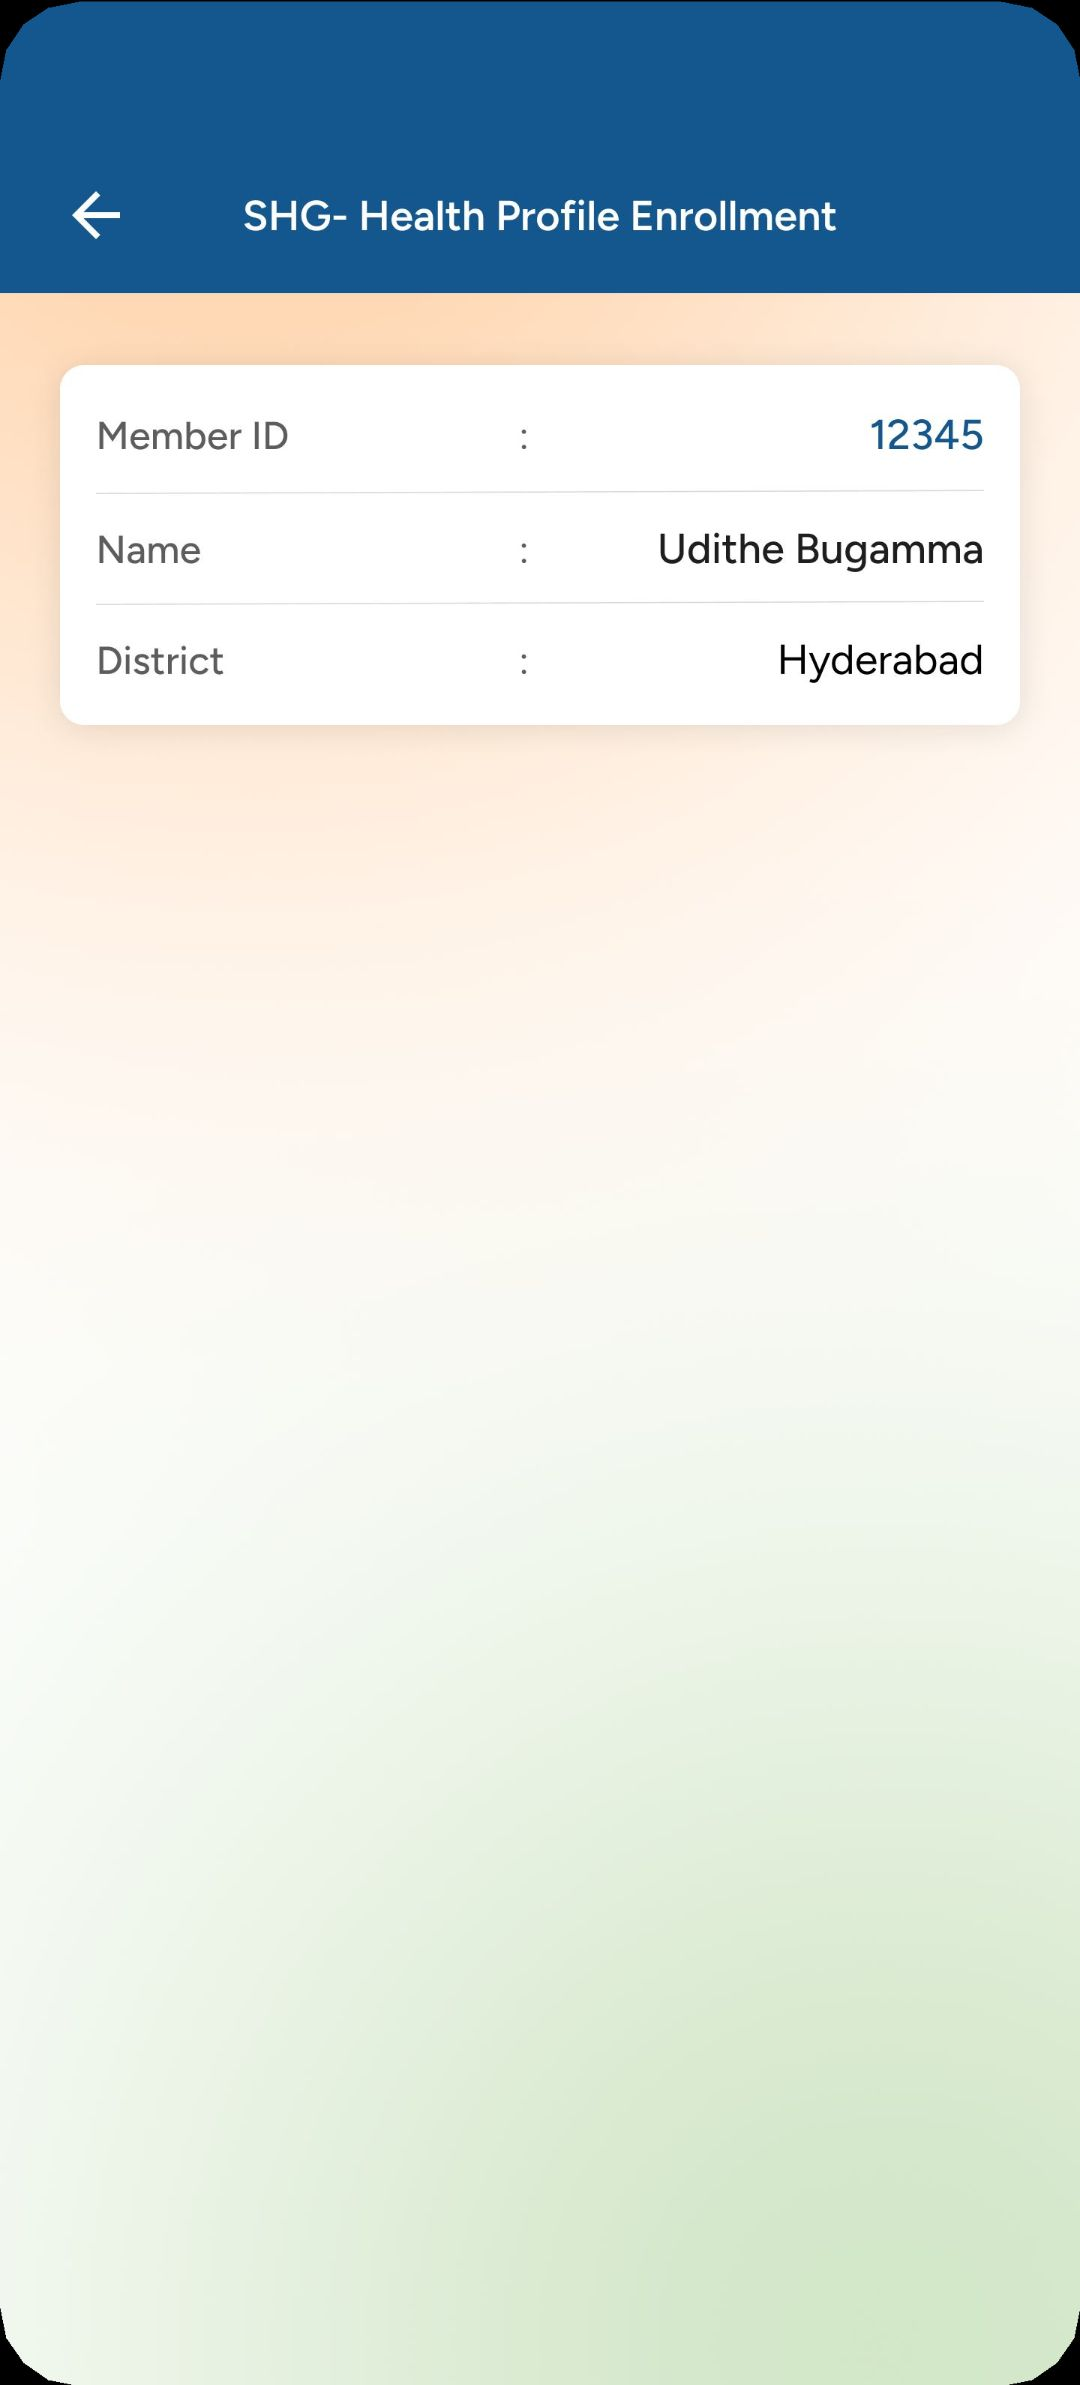 SHG- Health Profile Enrollment
Member ID : 12345
Name : Udithe Bugamma
District : Hyderabad